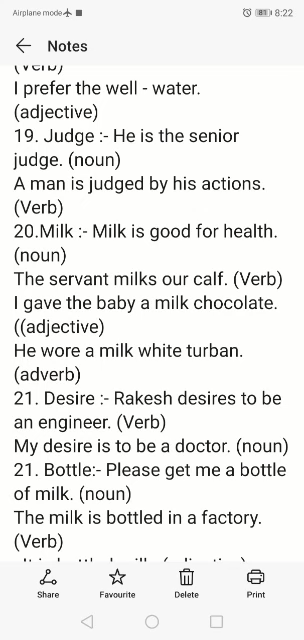 Airplane mode
81
8:22
Notes
(Verb)
I prefer the well - water.
(adjective)
19. Judge :- He is the senior
judge. (noun)
A man is judged by his actions.
(Verb)
20.Milk :- Milk is good for health.
(noun)
The servant milks our calf. (Verb)
I gave the baby a milk chocolate.
((adjective)
He wore a milk white turban.
(adverb)
21. Desire :- Rakesh desires to be
an engineer. (Verb)
My desire is to be a doctor. (noun)
21. Bottle:- Please get me a bottle
of milk. (noun)
The milk is bottled in a factory.
(Verb)
Share
Favourite
Delete
Print